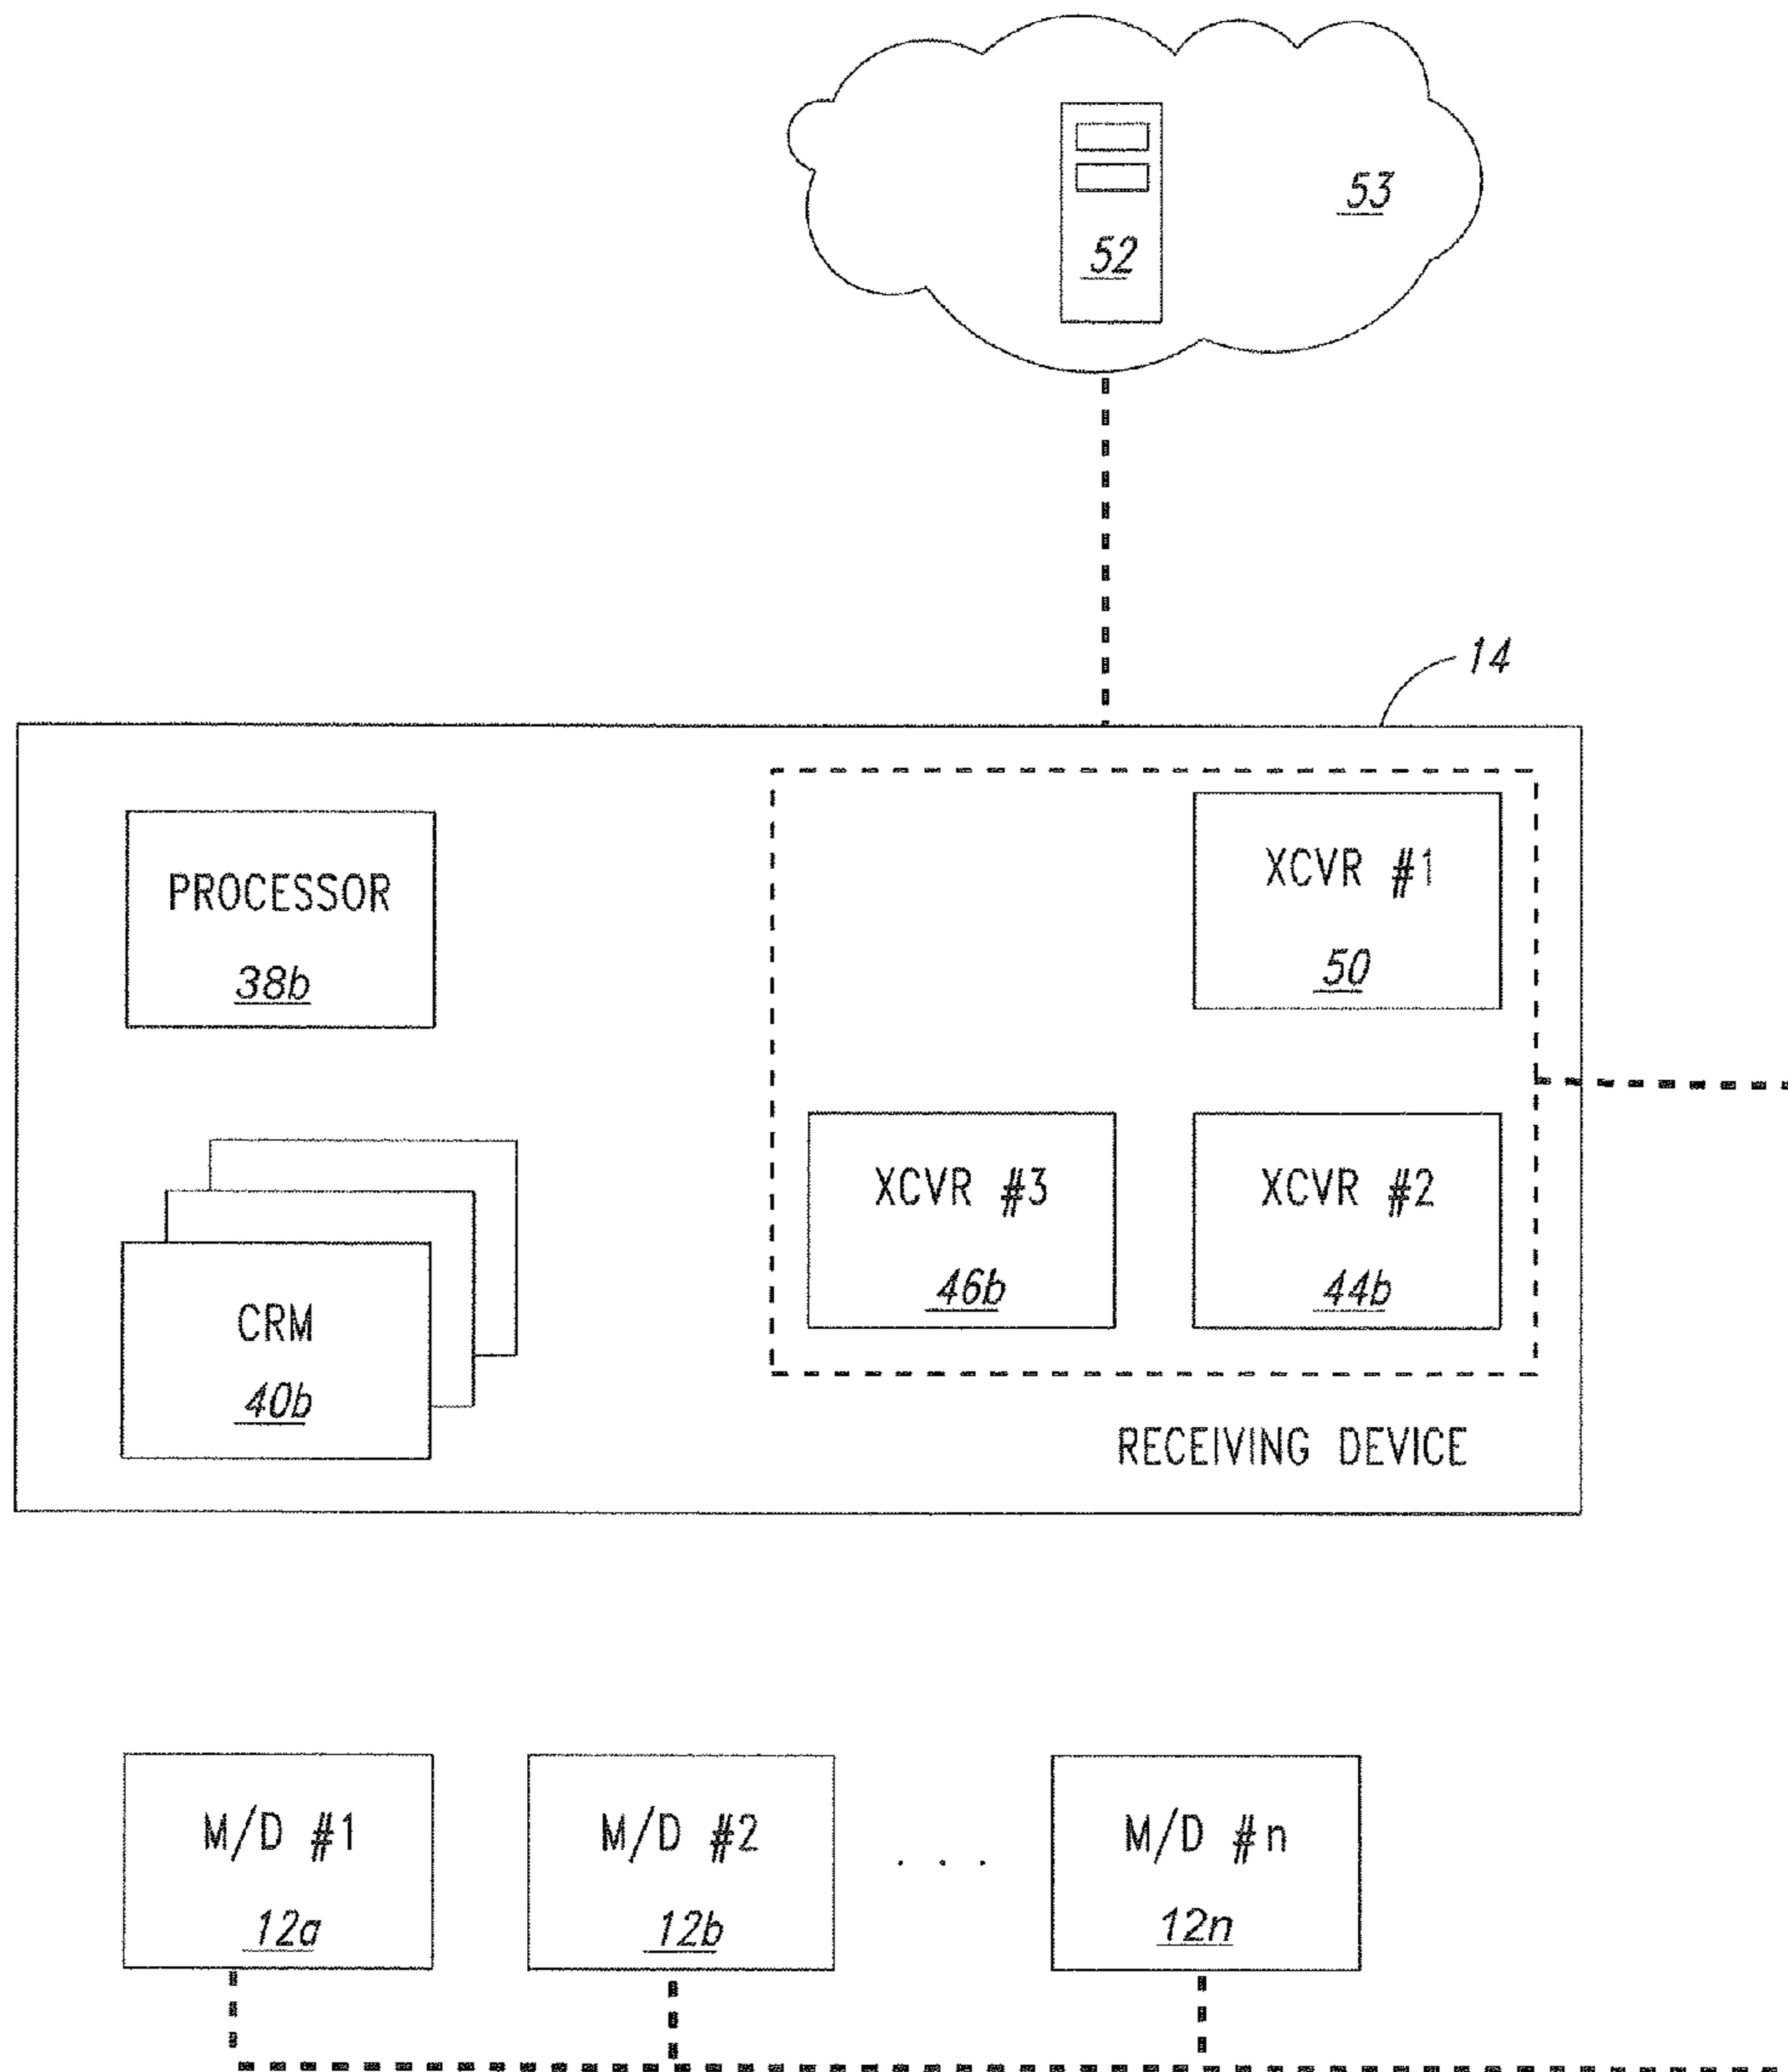 53
52
14
PROCESSOR
38b
XCVR #1
50
XCVR #3
46b
XCVR #2
44b
CRM
40b
RECEIVING DEVICE
M/D #1
12a
M/D #2
12b
. . .
M/D #n
12n